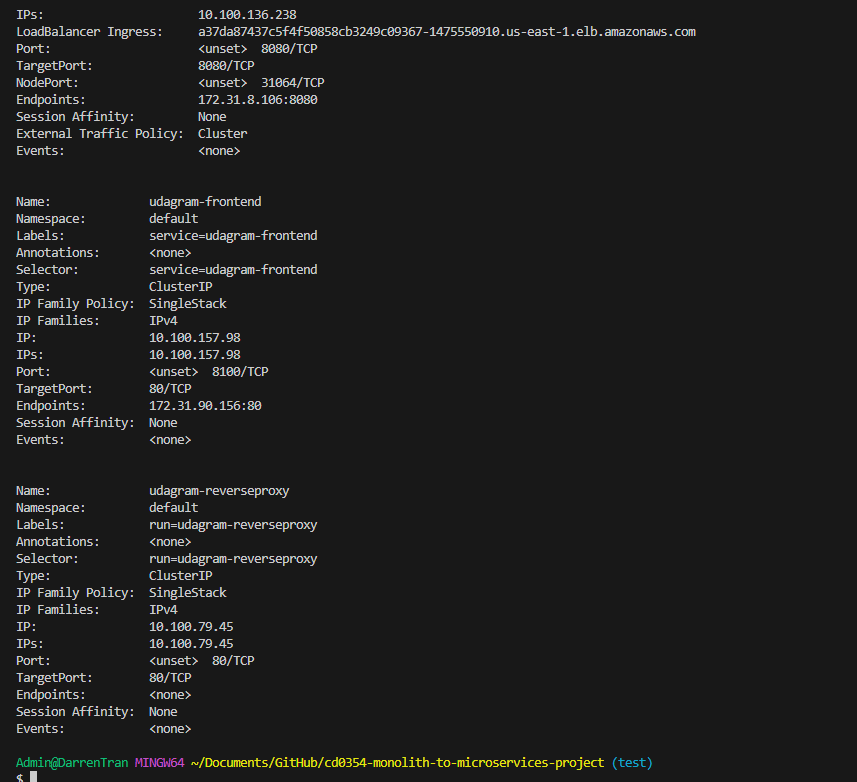 IPs:                      10.100.136.238
LoadBalancer Ingress:     a37da87437c5f4f50858cb3249c09367-1475550910.us-east-1.elb.amazonaws.com
Port:                     <unset>  8080/TCP
TargetPort:               8080/TCP
NodePort:                 <unset>  31064/TCP
Endpoints:                172.31.8.106:8080
Session Affinity:         None
External Traffic Policy:  Cluster
Events:                   <none>
Name:              udagram-frontend
Namespace:         default
Labels:            service=udagram-frontend
Annotations:       <none>
Selector:          service=udagram-frontend
Type:              ClusterIP
IP Family Policy:  SingleStack
IP Families:       IPv4
IP:                10.100.157.98
IPs:               10.100.157.98
Port:              <unset>  8100/TCP
TargetPort:        80/TCP
Endpoints:         172.31.90.156:80
Session Affinity:  None
Events:            <none>
Name:              udagram-reverseproxy
Namespace:         default
Labels:            run=udagram-reverseproxy
Annotations:       <none>
Selector:          run=udagram-reverseproxy
Type:              ClusterIP
IP Family Policy:  SingleStack
IP Families:       IPv4
IP:                10.100.79.45
IPs:               10.100.79.45
Port:              <unset>  80/TCP
TargetPort:        80/TCP
Endpoints:         <none>
Session Affinity:  None
Events:            <none>
Admin@DarrenTran MINGW64 ~/Documents/GitHub/cd0354-monolith-to-microservices-project (test)
$